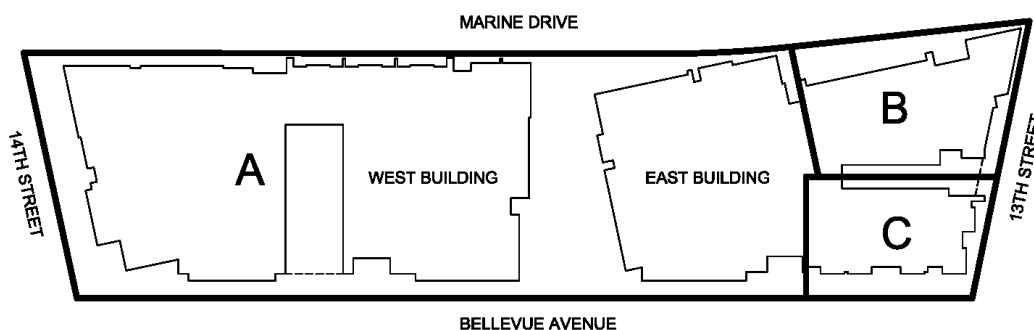 MARINE DRIVE
14TH STREET
A
WEST BUILDING
EAST BUILDING
B
C
13TH STREET
BELLEVUE AVENUE